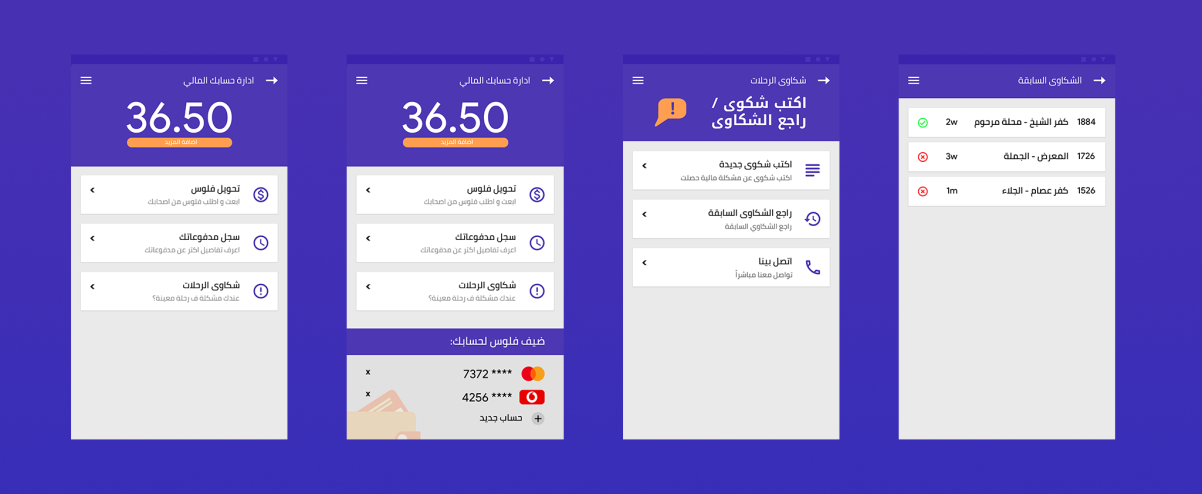 ادارة حسابك المالي
36.50
اضافة المزيد
تحويل فلوس
ابعت و اطلب فلوس من اصحابك
سجل مدفوعاتك
اعرف تفاصيل اكتر عن مدفوعاتك
شكاوى الرحلات
عندك مشكلة ف رحلة معينة؟
ادارة حسابك المالي
36.50
اضافة المزيد
تحويل فلوس
ابعت و اطلب فلوس من اصحابك
سجل مدفوعاتك
اعرف تفاصيل اكتر عن مدفوعاتك
شكاوى الرحلات
عندك مشكلة ف رحلة معينة؟
ضيف فلوس لحسابك:
7372 **** x
4256 **** x
+ حساب جديد
شكاوى الرحلات
اكتب شكوى /
راجع الشكاوى
اكتب شكوى جديدة
اكتب شكوى عن مشكلة مالية حصلت
راجع الشكاوى السابقة
راجع الشكاوي السابقة
اتصل بينا
تواصل معنا مباشراً
الشكاوى السابقة
1884 كفر الشيخ - محلة مرحوم 2w
1726 المعرض - الجملة 3w
1526 كفر عصام - الجلاء 1m